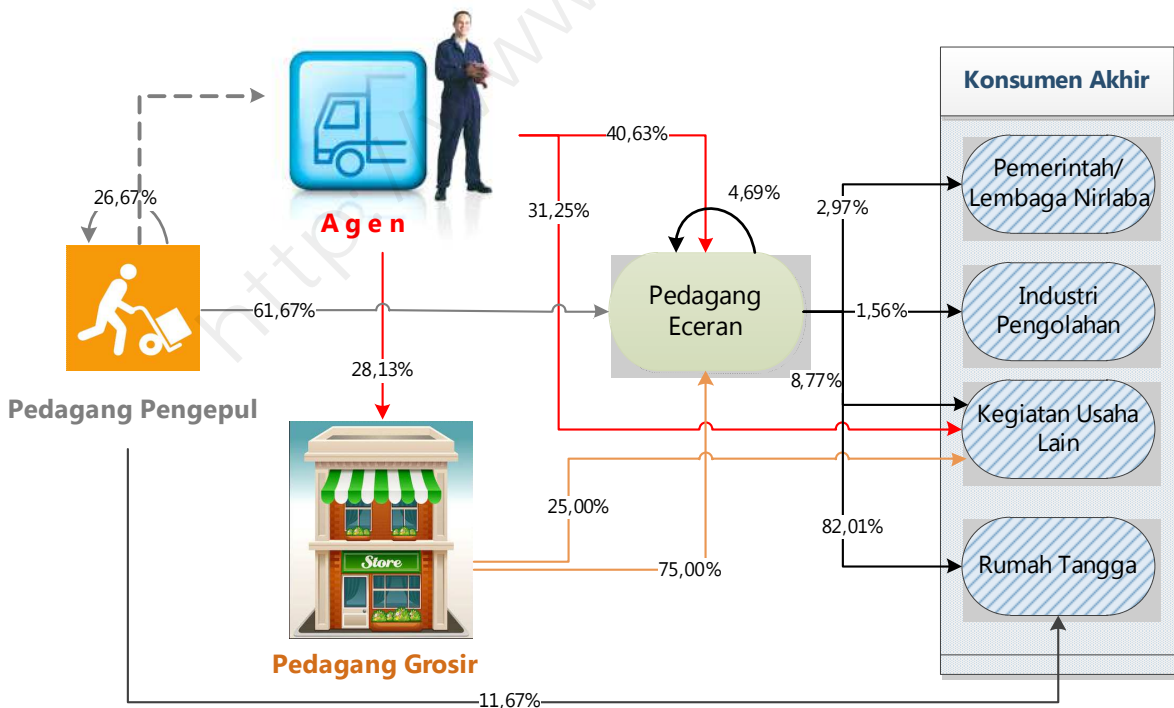 http://www
Konsumen Akhir
40,63%
Pemerintah/
Lembaga Nirlaba
4,69%
26,67%
31,25%
2,97%
A g e n
Pedagang
Eceran
Industri
Pengolahan
61,67%
1,56%
28,13%
8,77%
Pedagang Pengepul
Kegiatan Usaha
Lain
25,00%
82,01%
Store
75,00%
Rumah Tangga
Pedagang Grosir
11,67%